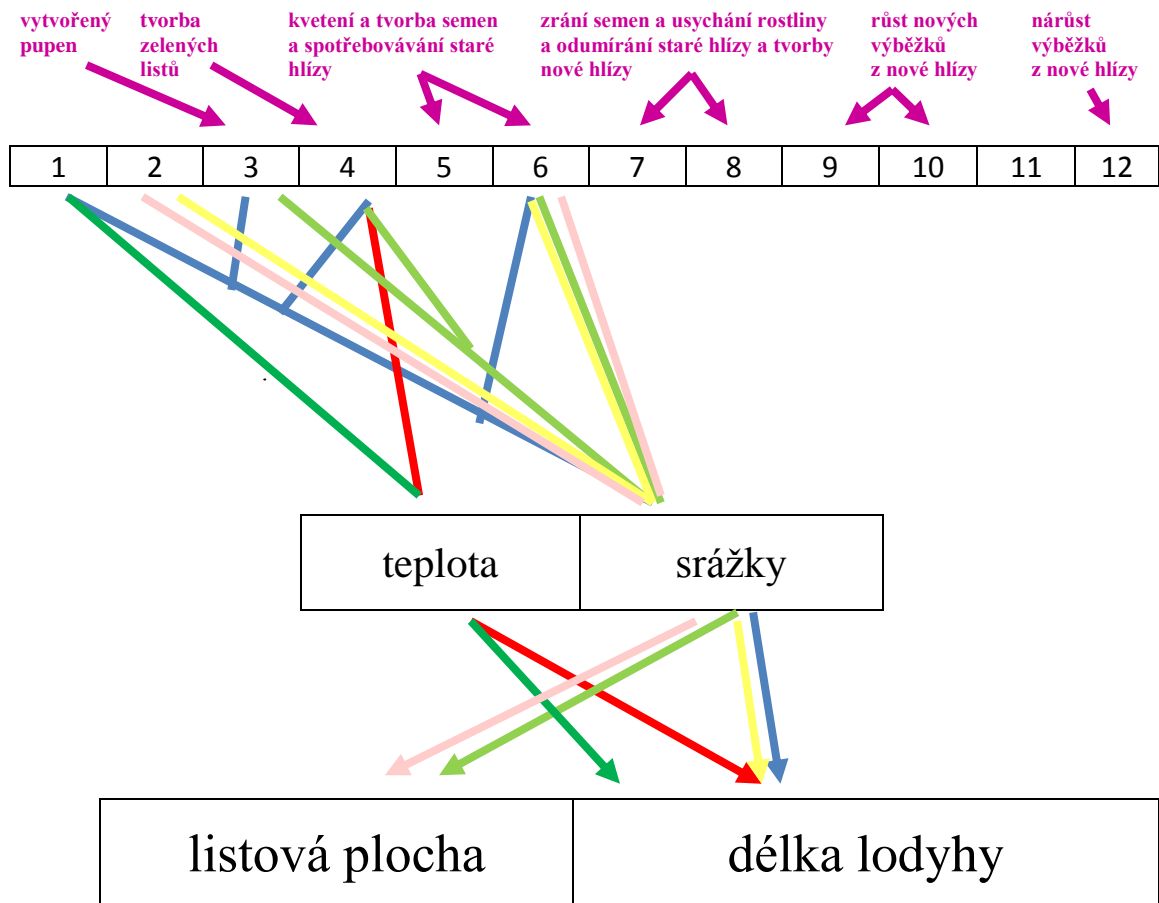 vytvořený
pupen
tvorba
zelených
listů
kvetení a tvorba semen
a spotřebovávání staré
hlízy
zrání semen a usychání rostliny
a odumírání staré hlízy a tvorby
nové hlízy
růst nových
výběžků
z nové hlízy
nárůst
výběžků
z nové hlízy
1 2 3 4 5 6 7 8 9 10 11 12
teplota srážky
listová plocha délka lodyhy